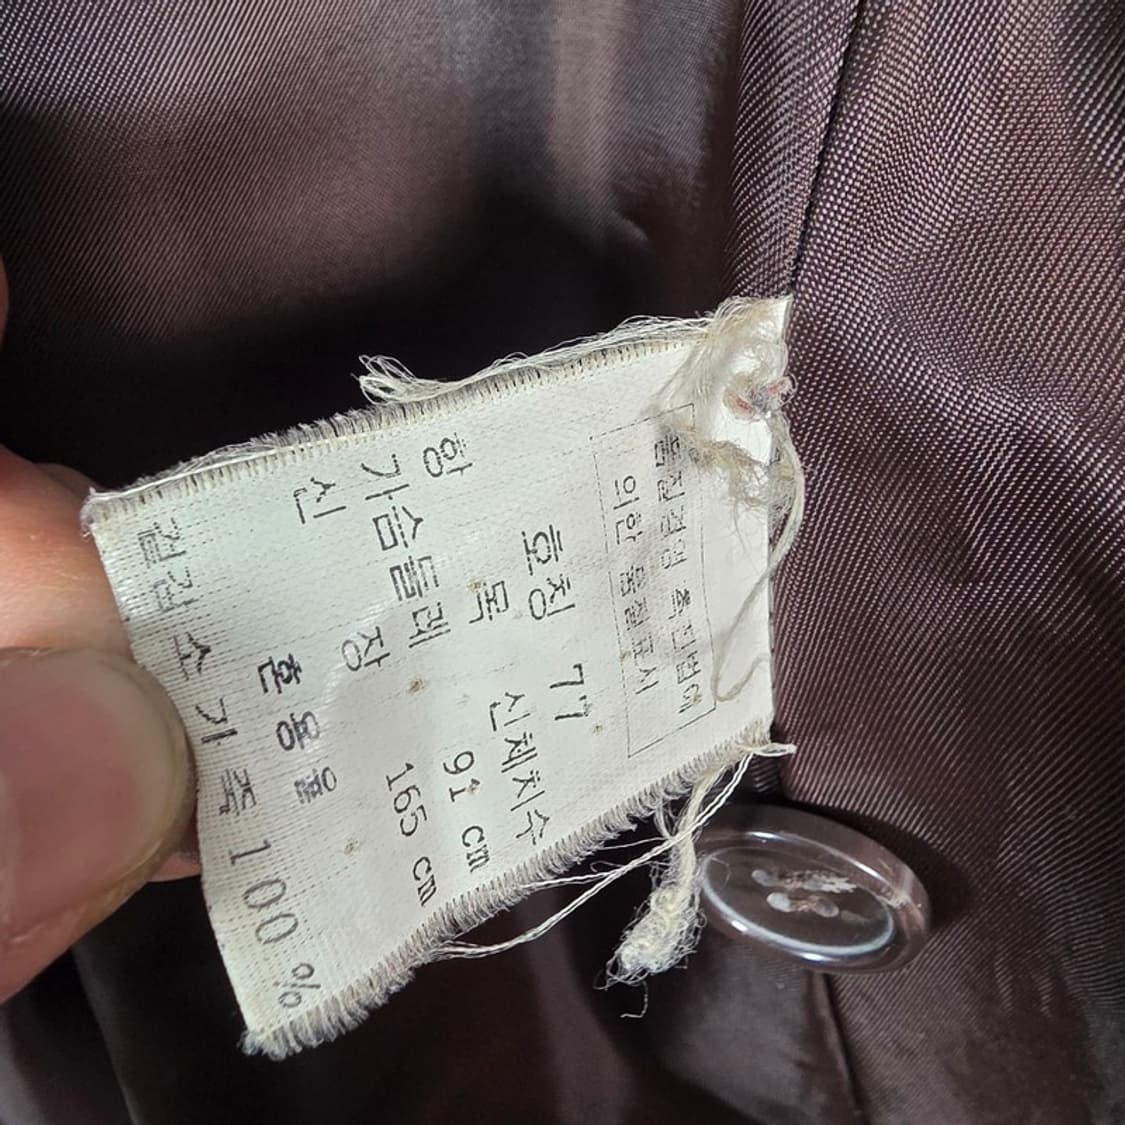 품질경영 촉진법에
의한 품질표시
호칭 77
항 목 신체치수
가슴둘레 91 cm
신 장 165 cm
혼용율
겉감 소가죽 100 %